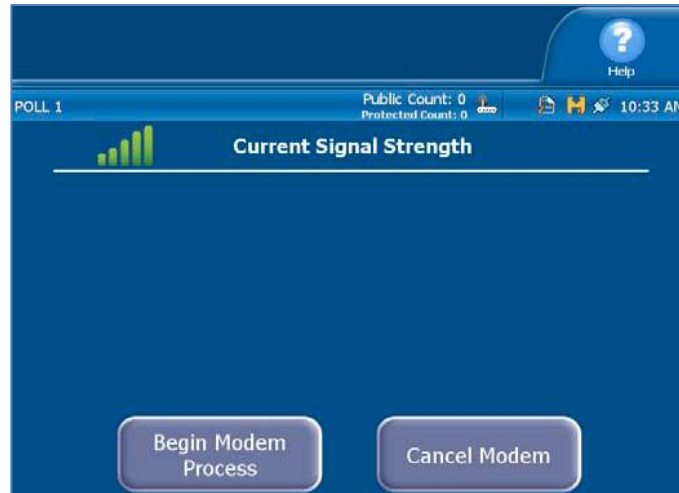 ?
Help
POLL 1
Public Count: 0
Protected Count: 0
10:33 AM
Current Signal Strength
Begin Modem
Process
Cancel Modem